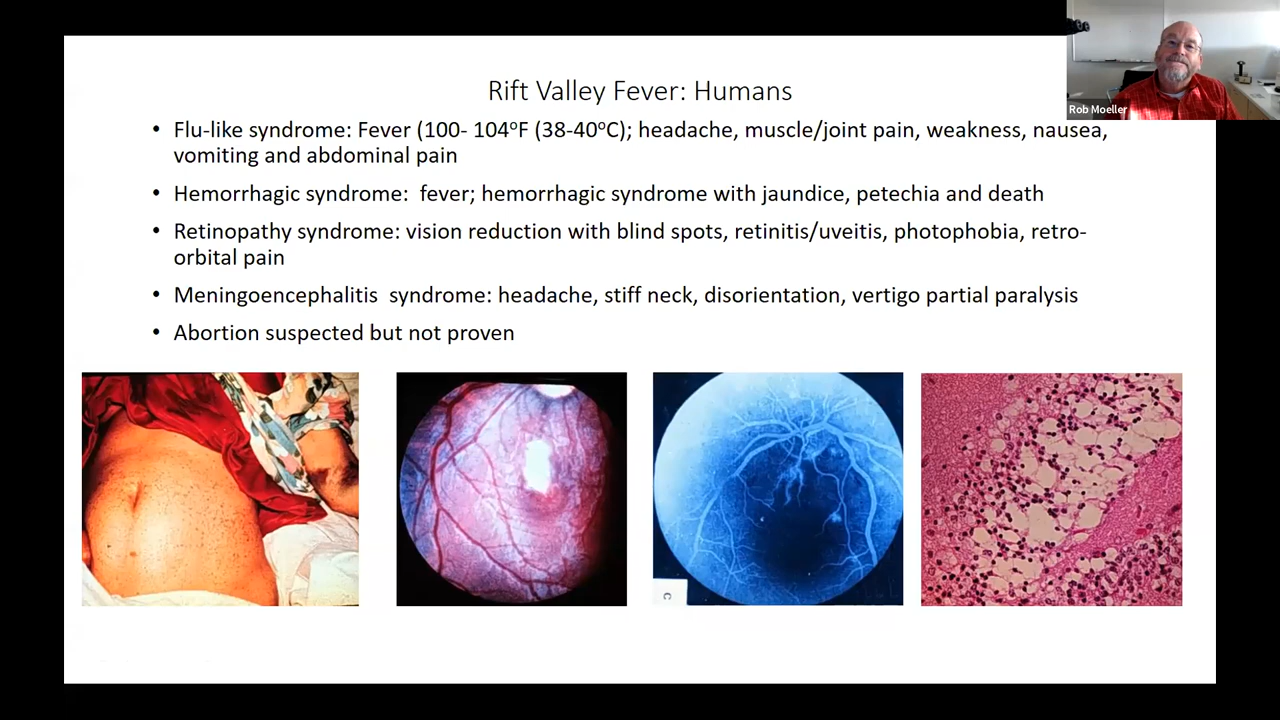 Rift Valley Fever: Humans
Rob Moeller
• Flu-like syndrome: Fever (100- 104ºF (38-40ºC); headache, muscle/joint pain, weakness, nausea,
vomiting and abdominal pain
• Hemorrhagic syndrome:  fever; hemorrhagic syndrome with jaundice, petechia and death
• Retinopathy syndrome: vision reduction with blind spots, retinitis/uveitis, photophobia, retro-
orbital pain
• Meningoencephalitis  syndrome: headache, stiff neck, disorientation, vertigo partial paralysis
• Abortion suspected but not proven
C